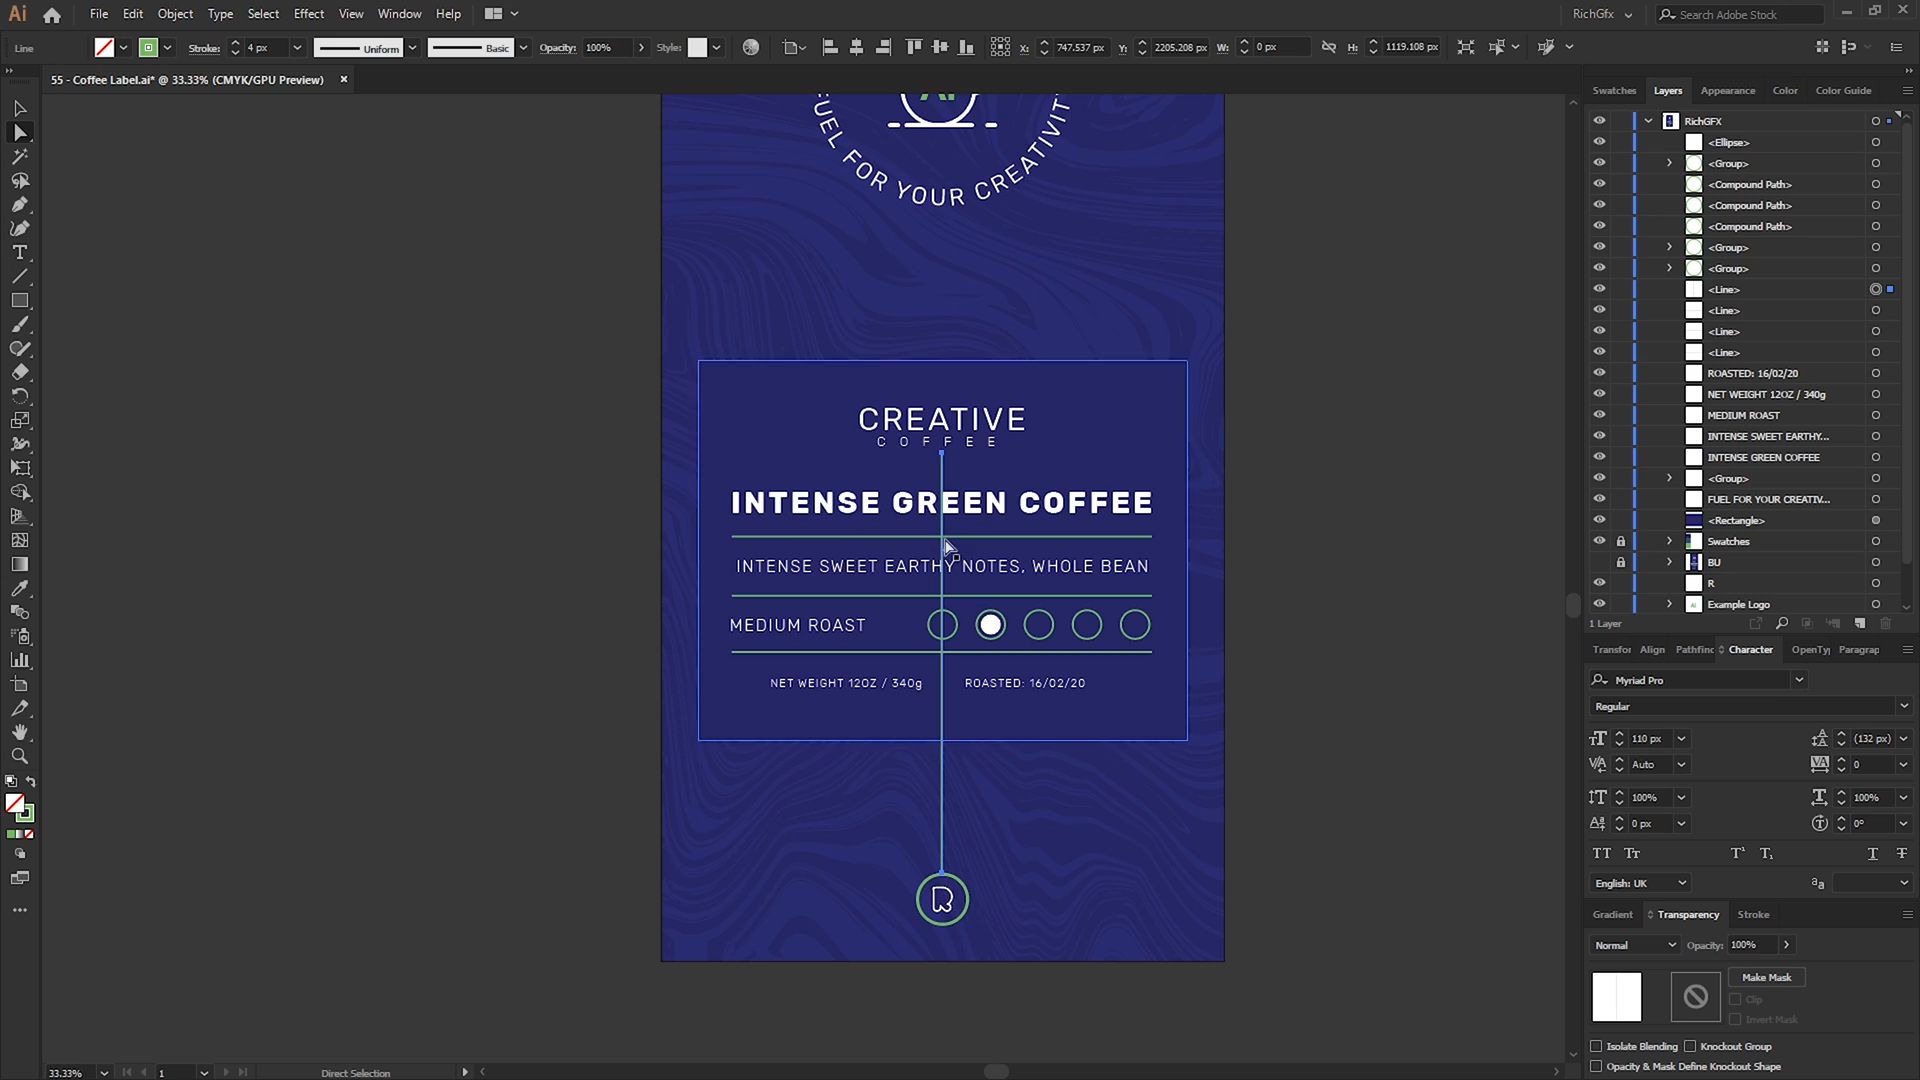 Ai File Edit Object Type Select Effect View Window Help RichGfx Search Adobe Stock
Line Stroke: 4 px Uniform Basic Opacity: 100% Style: X: 747.537 px Y: 2205.208 px W: 0 px H: 1119.108 px
55 - Coffee Label.ai* @ 33.33% (CMYK/GPU Preview)
FUEL FOR YOUR CREATIVIT
CREATIVE
COFFEE
INTENSE GREEN COFFEE
INTENSE SWEET EARTHY NOTES, WHOLE BEAN
MEDIUM ROAST
NET WEIGHT 12OZ / 340g ROASTED: 16/02/20
R
Swatches Layers Appearance Color Color Guide
RichGFX
<Ellipse>
<Group>
<Compound Path>
<Compound Path>
<Compound Path>
<Group>
<Group>
<Line>
<Line>
<Line>
<Line>
ROASTED: 16/02/20
NET WEIGHT 12OZ / 340g
MEDIUM ROAST
INTENSE SWEET EARTHY...
INTENSE GREEN COFFEE
<Group>
FUEL FOR YOUR CREATIV...
<Rectangle>
Swatches
BU
R
Example Logo
1 Layer
Transfor Align Pathfinc Character OpenTy Paragrap
Myriad Pro
Regular
110 px (132 px)
Auto 0
100% 100%
0 px 0°
TT Tr T¹ T₁ T T
English: UK aa
Gradient Transparency Stroke
Normal Opacity: 100%
Make Mask
Clip
Invert Mask
Isolate Blending Knockout Group
Opacity & Mask Define Knockout Shape
33.33% 1 Direct Selection